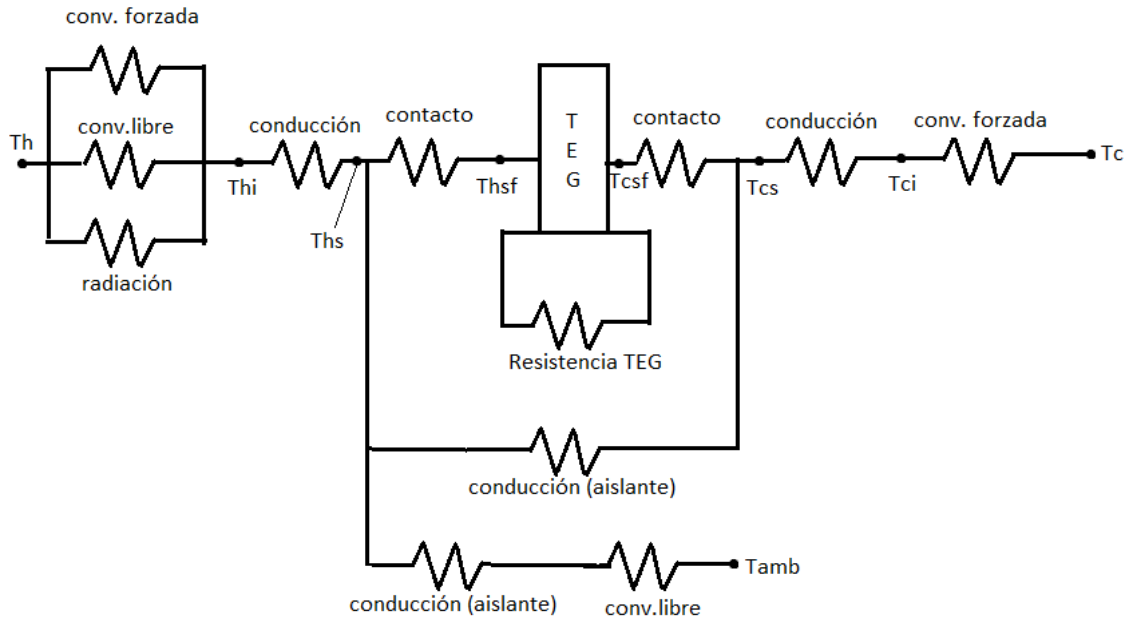 conv. forzada
Th
conv.libre
radiación
conducción
Thi
Ths
contacto
Thsf
T
E
G
Resistencia TEG
Tcsf
contacto
Tcs
conducción
Tci
conv. forzada
Tc
conducción (aislante)
conducción (aislante)
conv.libre
Tamb